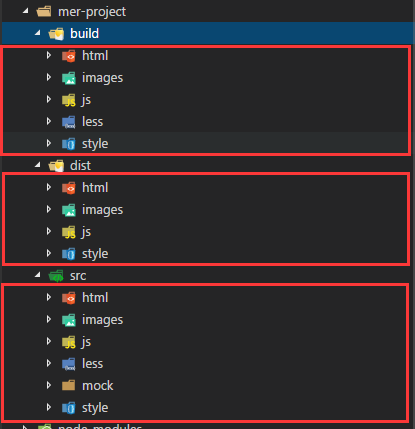 mer-project
build
html
images
js
less
style
dist
html
images
js
style
src
html
images
js
less
mock
style